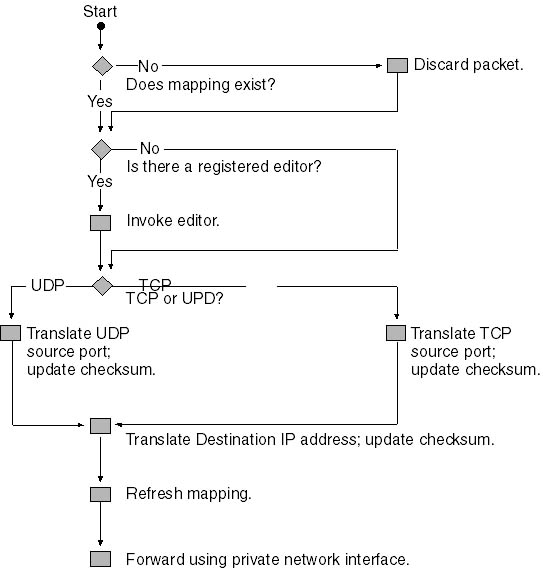 Start
No
Discard packet.
Does mapping exist?
Yes
No
Is there a registered editor?
Yes
Invoke editor.
UDP
TCP
TCP or UPD?
Translate UDP
source port;
update checksum.
Translate TCP
source port;
update checksum.
Translate Destination IP address; update checksum.
Refresh mapping.
Forward using private network interface.